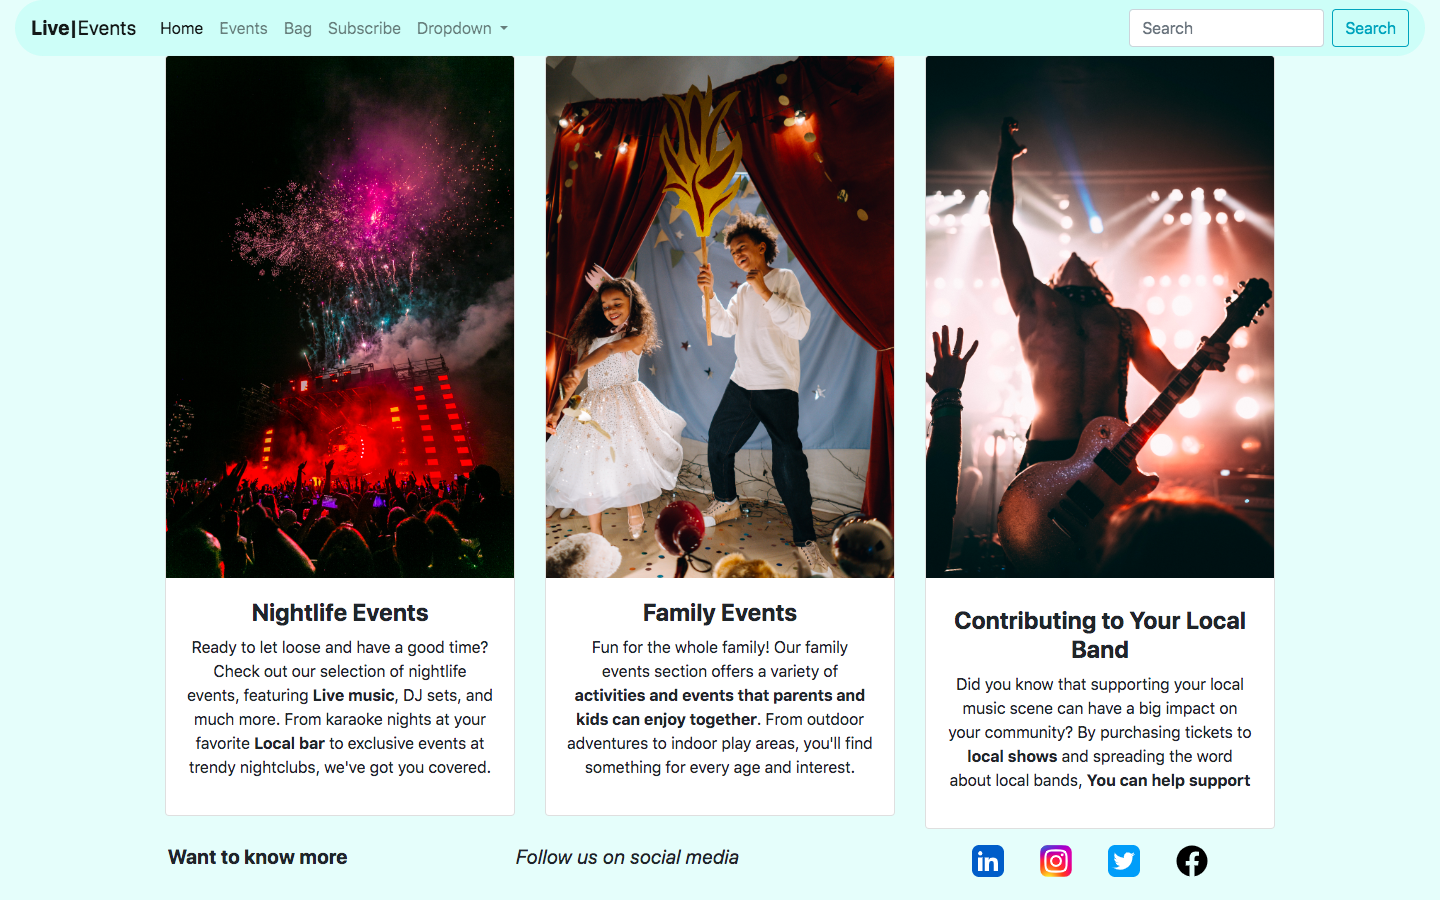 Live|Events Home Events Bag Subscribe Dropdown Search Search
Nightlife Events
Ready to let loose and have a good time?
Check out our selection of nightlife
events, featuring Live music, DJ sets, and
much more. From karaoke nights at your
favorite Local bar to exclusive events at
trendy nightclubs, we've got you covered.
Family Events
Fun for the whole family! Our family
events section offers a variety of
activities and events that parents and
kids can enjoy together. From outdoor
adventures to indoor play areas, you'll find
something for every age and interest.
Contributing to Your Local
Band
Did you know that supporting your local
music scene can have a big impact on
your community? By purchasing tickets to
local shows and spreading the word
about local bands, You can help support
Want to know more
Follow us on social media